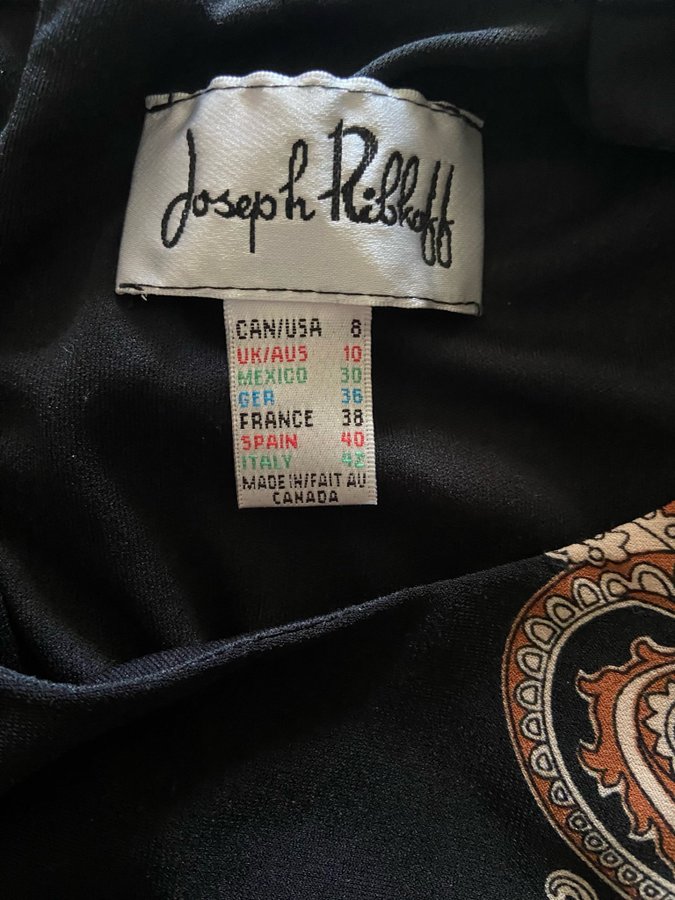 Joseph Ribkoff
CAN/USA 8
UK/AUS 10
MEXICO 30
GER 36
FRANCE 38
SPAIN 40
ITALY 42
MADE IN/FAIT AU
CANADA